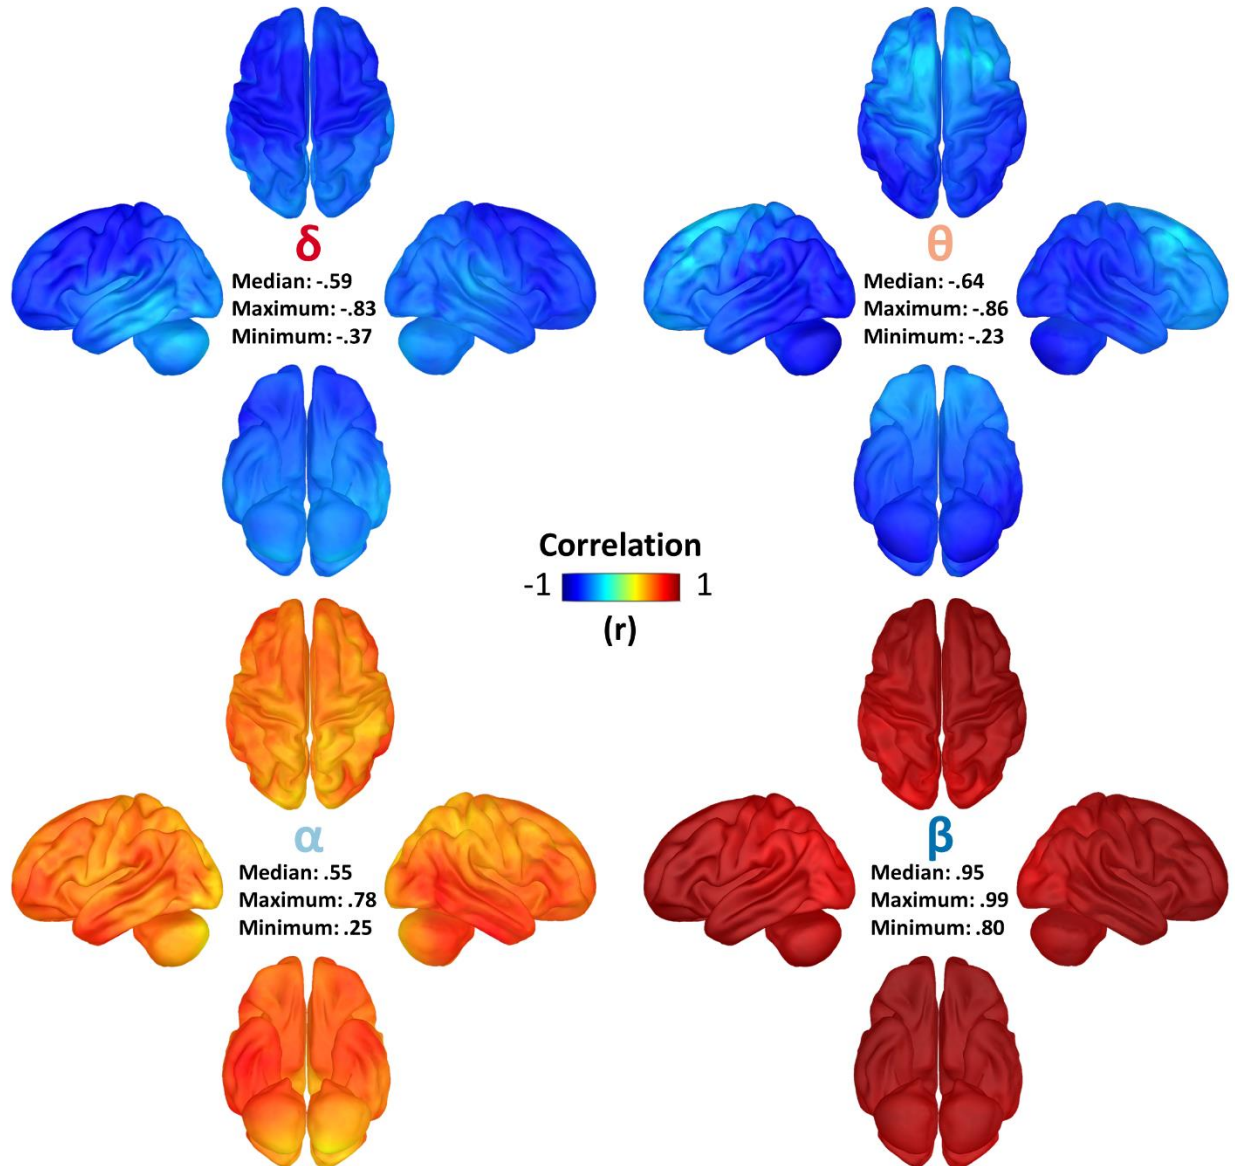 δ
Median: -.59
Maximum: -.83
Minimum: -.37
θ
Median: -.64
Maximum: -.86
Minimum: -.23
Correlation
-1 1
(r)
α
Median: .55
Maximum: .78
Minimum: .25
β
Median: .95
Maximum: .99
Minimum: .80